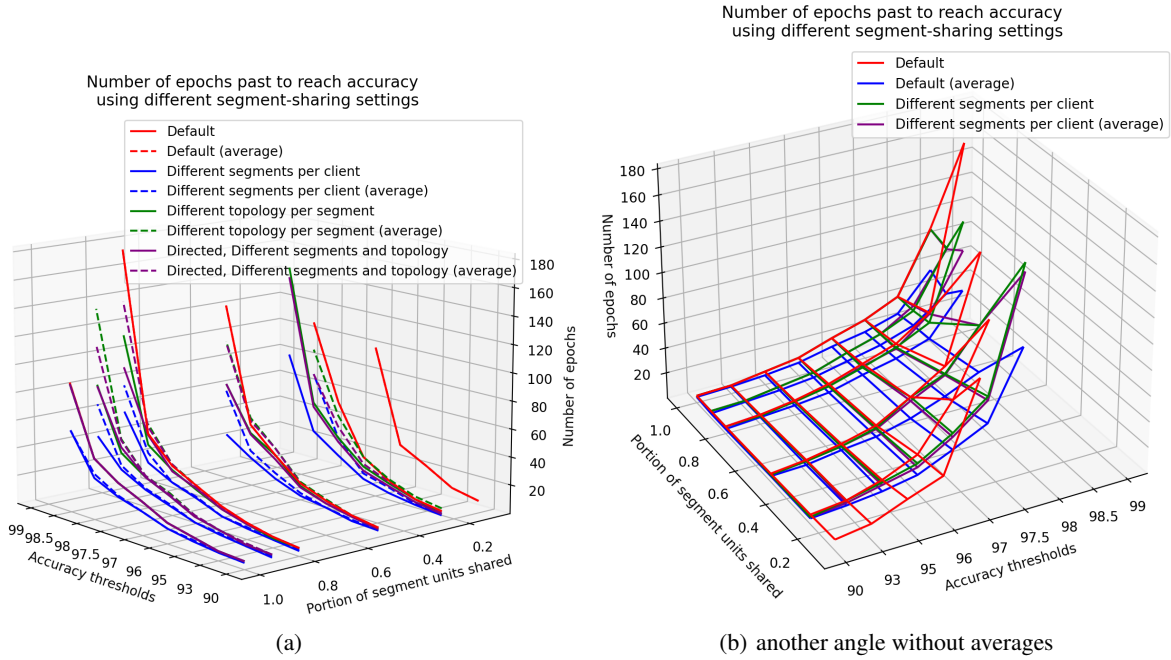 Number of epochs past to reach accuracy
using different segment-sharing settings
Default
Default (average)
Different segments per client
Different segments per client (average)
Different topology per segment
Different topology per segment (average)
Directed, Different segments and topology
Directed, Different segments and topology (average)
180
160
140
120
100
80
60
40
20
Number of epochs
99
98.5
98
97.5
97
96
95
93
90
Accuracy thresholds
1.0
0.8
0.6
0.4
0.2
Portion of segment units shared
(a)
Number of epochs past to reach accuracy
using different segment-sharing settings
Default
Default (average)
Different segments per client
Different segments per client (average)
180
160
140
120
100
80
60
40
20
Number of epochs
1.0
0.8
0.6
0.4
0.2
Portion of segment units shared
90
93
95
96
97
97.5
98
98.5
99
Accuracy thresholds
(b) another angle without averages